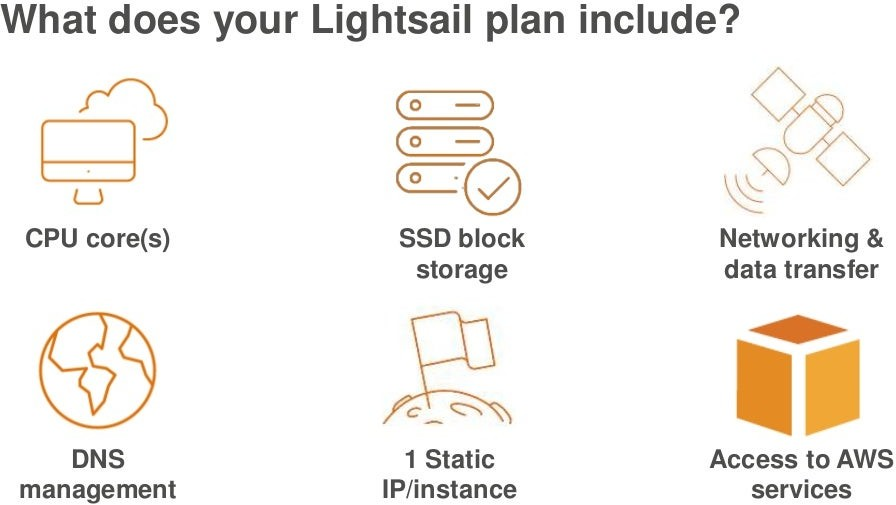 What does your Lightsail plan include?
CPU core(s)
SSD block
storage
Networking &
data transfer
DNS
management
1 Static
IP/instance
Access to AWS
services